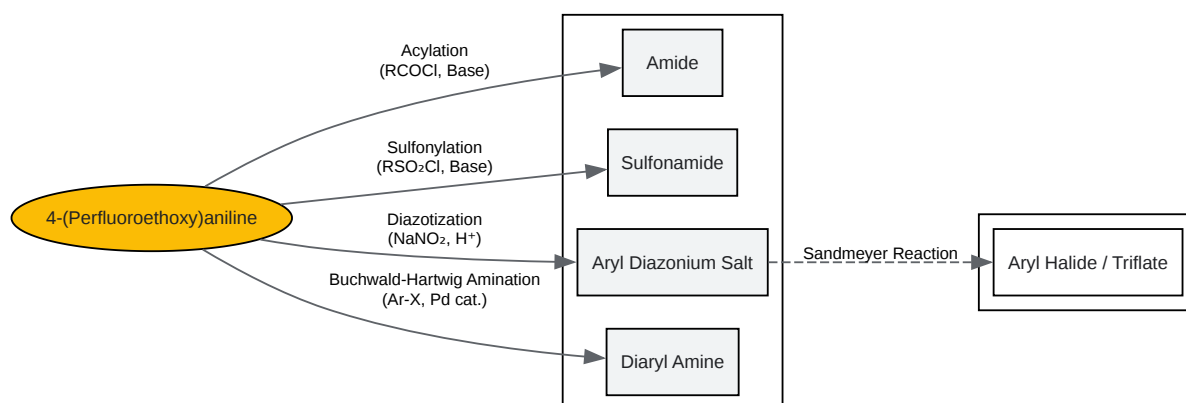 Acylation
(RCOCl, Base)
Amide
Sulfonylation
(RSO₂Cl, Base)
Sulfonamide
4-(Perfluoroethoxy)aniline
Diazotization
(NaNO₂, H⁺)
Aryl Diazonium Salt
Sandmeyer Reaction
Aryl Halide / Triflate
Buchwald-Hartwig Amination
(Ar-X, Pd cat.)
Diaryl Amine